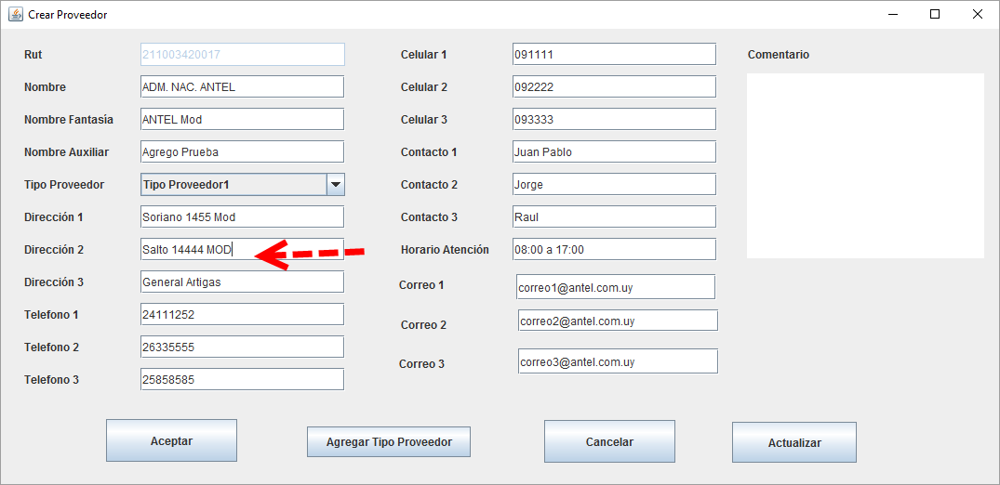 Crear Proveedor
Rut 211003420017
Nombre ADM. NAC. ANTEL
Nombre Fantasía ANTEL Mod
Nombre Auxiliar Agrego Prueba
Tipo Proveedor Tipo Proveedor1
Dirección 1 Soriano 1455 Mod
Dirección 2 Salto 14444 MOD
Dirección 3 General Artigas
Telefono 1 24111252
Telefono 2 26335555
Telefono 3 25858585
Celular 1 091111
Celular 2 092222
Celular 3 093333
Contacto 1 Juan Pablo
Contacto 2 Jorge
Contacto 3 Raul
Horario Atención 08:00 a 17:00
Correo 1 correo1@antel.com.uy
Correo 2 correo2@antel.com.uy
Correo 3 correo3@antel.com.uy
Comentario
Aceptar
Agregar Tipo Proveedor
Cancelar
Actualizar